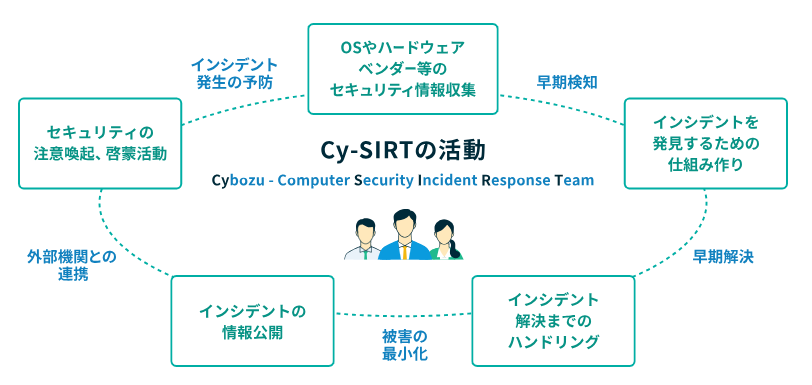 OSやハードウェア
ベンダー等の
セキュリティ情報収集
早期検知
インシデントを
発見するための
仕組み作り
早期解決
インシデント
解決までの
ハンドリング
被害の
最小化
インシデントの
情報公開
外部機関との
連携
セキュリティの
注意喚起、啓蒙活動
インシデント
発生の予防
Cy-SIRTの活動
Cybozu - Computer Security Incident Response Team